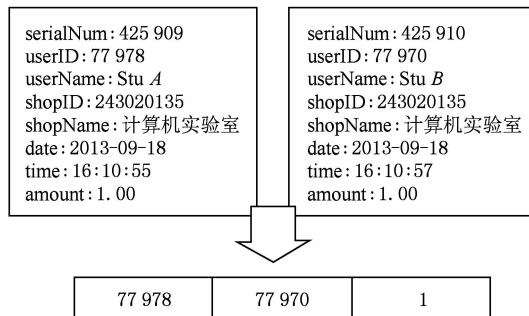 serialNum:425 909
userID:77 978
userName:Stu A
shopID:243020135
shopName:计算机实验室
date:2013-09-18
time:16:10:55
amount:1.00
serialNum:425 910
userID:77 970
userName:Stu B
shopID:243020135
shopName:计算机实验室
date:2013-09-18
time:16:10:57
amount:1.00
77 978 77 970 1